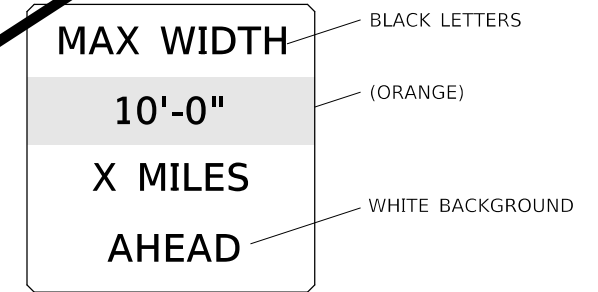 MAX WIDTH
10'-0"
X MILES
AHEAD
BLACK LETTERS
(ORANGE)
WHITE BACKGROUND